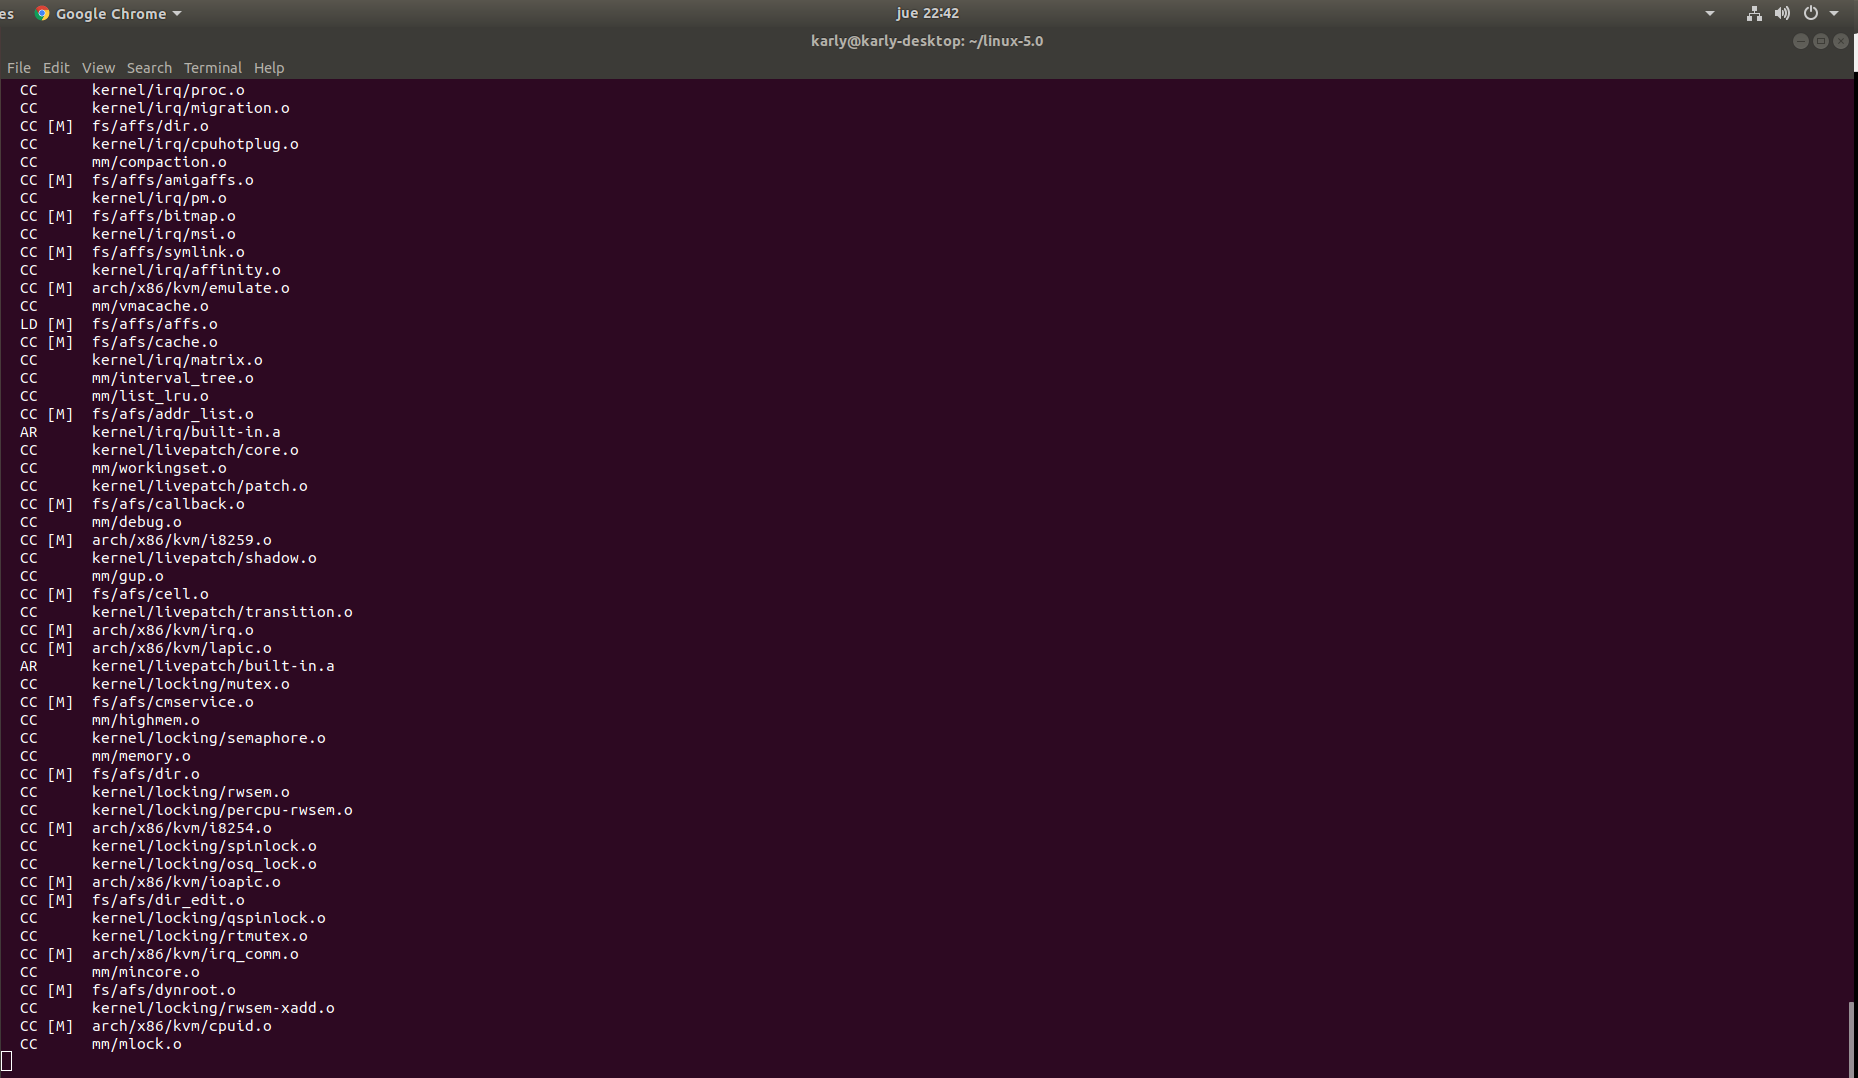 es Google Chrome jue 22:42
karly@karly-desktop: ~/linux-5.0
File Edit View Search Terminal Help
CC kernel/irq/proc.o
CC kernel/irq/migration.o
CC [M] fs/affs/dir.o
CC kernel/irq/cpuhotplug.o
CC mm/compaction.o
CC [M] fs/affs/amigaffs.o
CC kernel/irq/pm.o
CC [M] fs/affs/bitmap.o
CC kernel/irq/msi.o
CC [M] fs/affs/symlink.o
CC kernel/irq/affinity.o
CC [M] arch/x86/kvm/emulate.o
CC mm/vmacache.o
LD [M] fs/affs/affs.o
CC [M] fs/afs/cache.o
CC kernel/irq/matrix.o
CC mm/interval_tree.o
CC mm/list_lru.o
CC [M] fs/afs/addr_list.o
AR kernel/irq/built-in.a
CC kernel/livepatch/core.o
CC mm/workingset.o
CC kernel/livepatch/patch.o
CC [M] fs/afs/callback.o
CC mm/debug.o
CC [M] arch/x86/kvm/i8259.o
CC kernel/livepatch/shadow.o
CC mm/gup.o
CC [M] fs/afs/cell.o
CC kernel/livepatch/transition.o
CC [M] arch/x86/kvm/irq.o
CC [M] arch/x86/kvm/lapic.o
AR kernel/livepatch/built-in.a
CC kernel/locking/mutex.o
CC [M] fs/afs/cmservice.o
CC mm/highmem.o
CC kernel/locking/semaphore.o
CC mm/memory.o
CC [M] fs/afs/dir.o
CC kernel/locking/rwsem.o
CC kernel/locking/percpu-rwsem.o
CC [M] arch/x86/kvm/i8254.o
CC kernel/locking/spinlock.o
CC kernel/locking/osq_lock.o
CC [M] arch/x86/kvm/ioapic.o
CC [M] fs/afs/dir_edit.o
CC kernel/locking/qspinlock.o
CC kernel/locking/rtmutex.o
CC [M] arch/x86/kvm/irq_comm.o
CC mm/mincore.o
CC [M] fs/afs/dynroot.o
CC kernel/locking/rwsem-xadd.o
CC [M] arch/x86/kvm/cpuid.o
CC mm/mlock.o